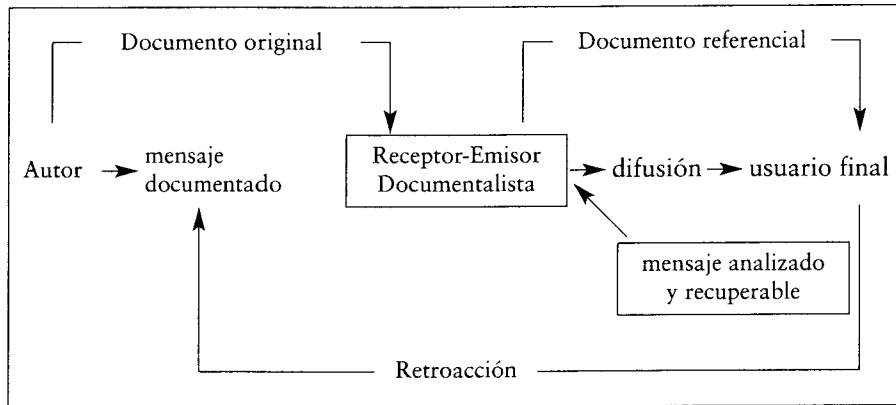 Documento original
Documento referencial
Autor
mensaje
documentado
Receptor-Emisor
Documentalista
difusión
usuario final
mensaje analizado
y recuperable
Retroacción